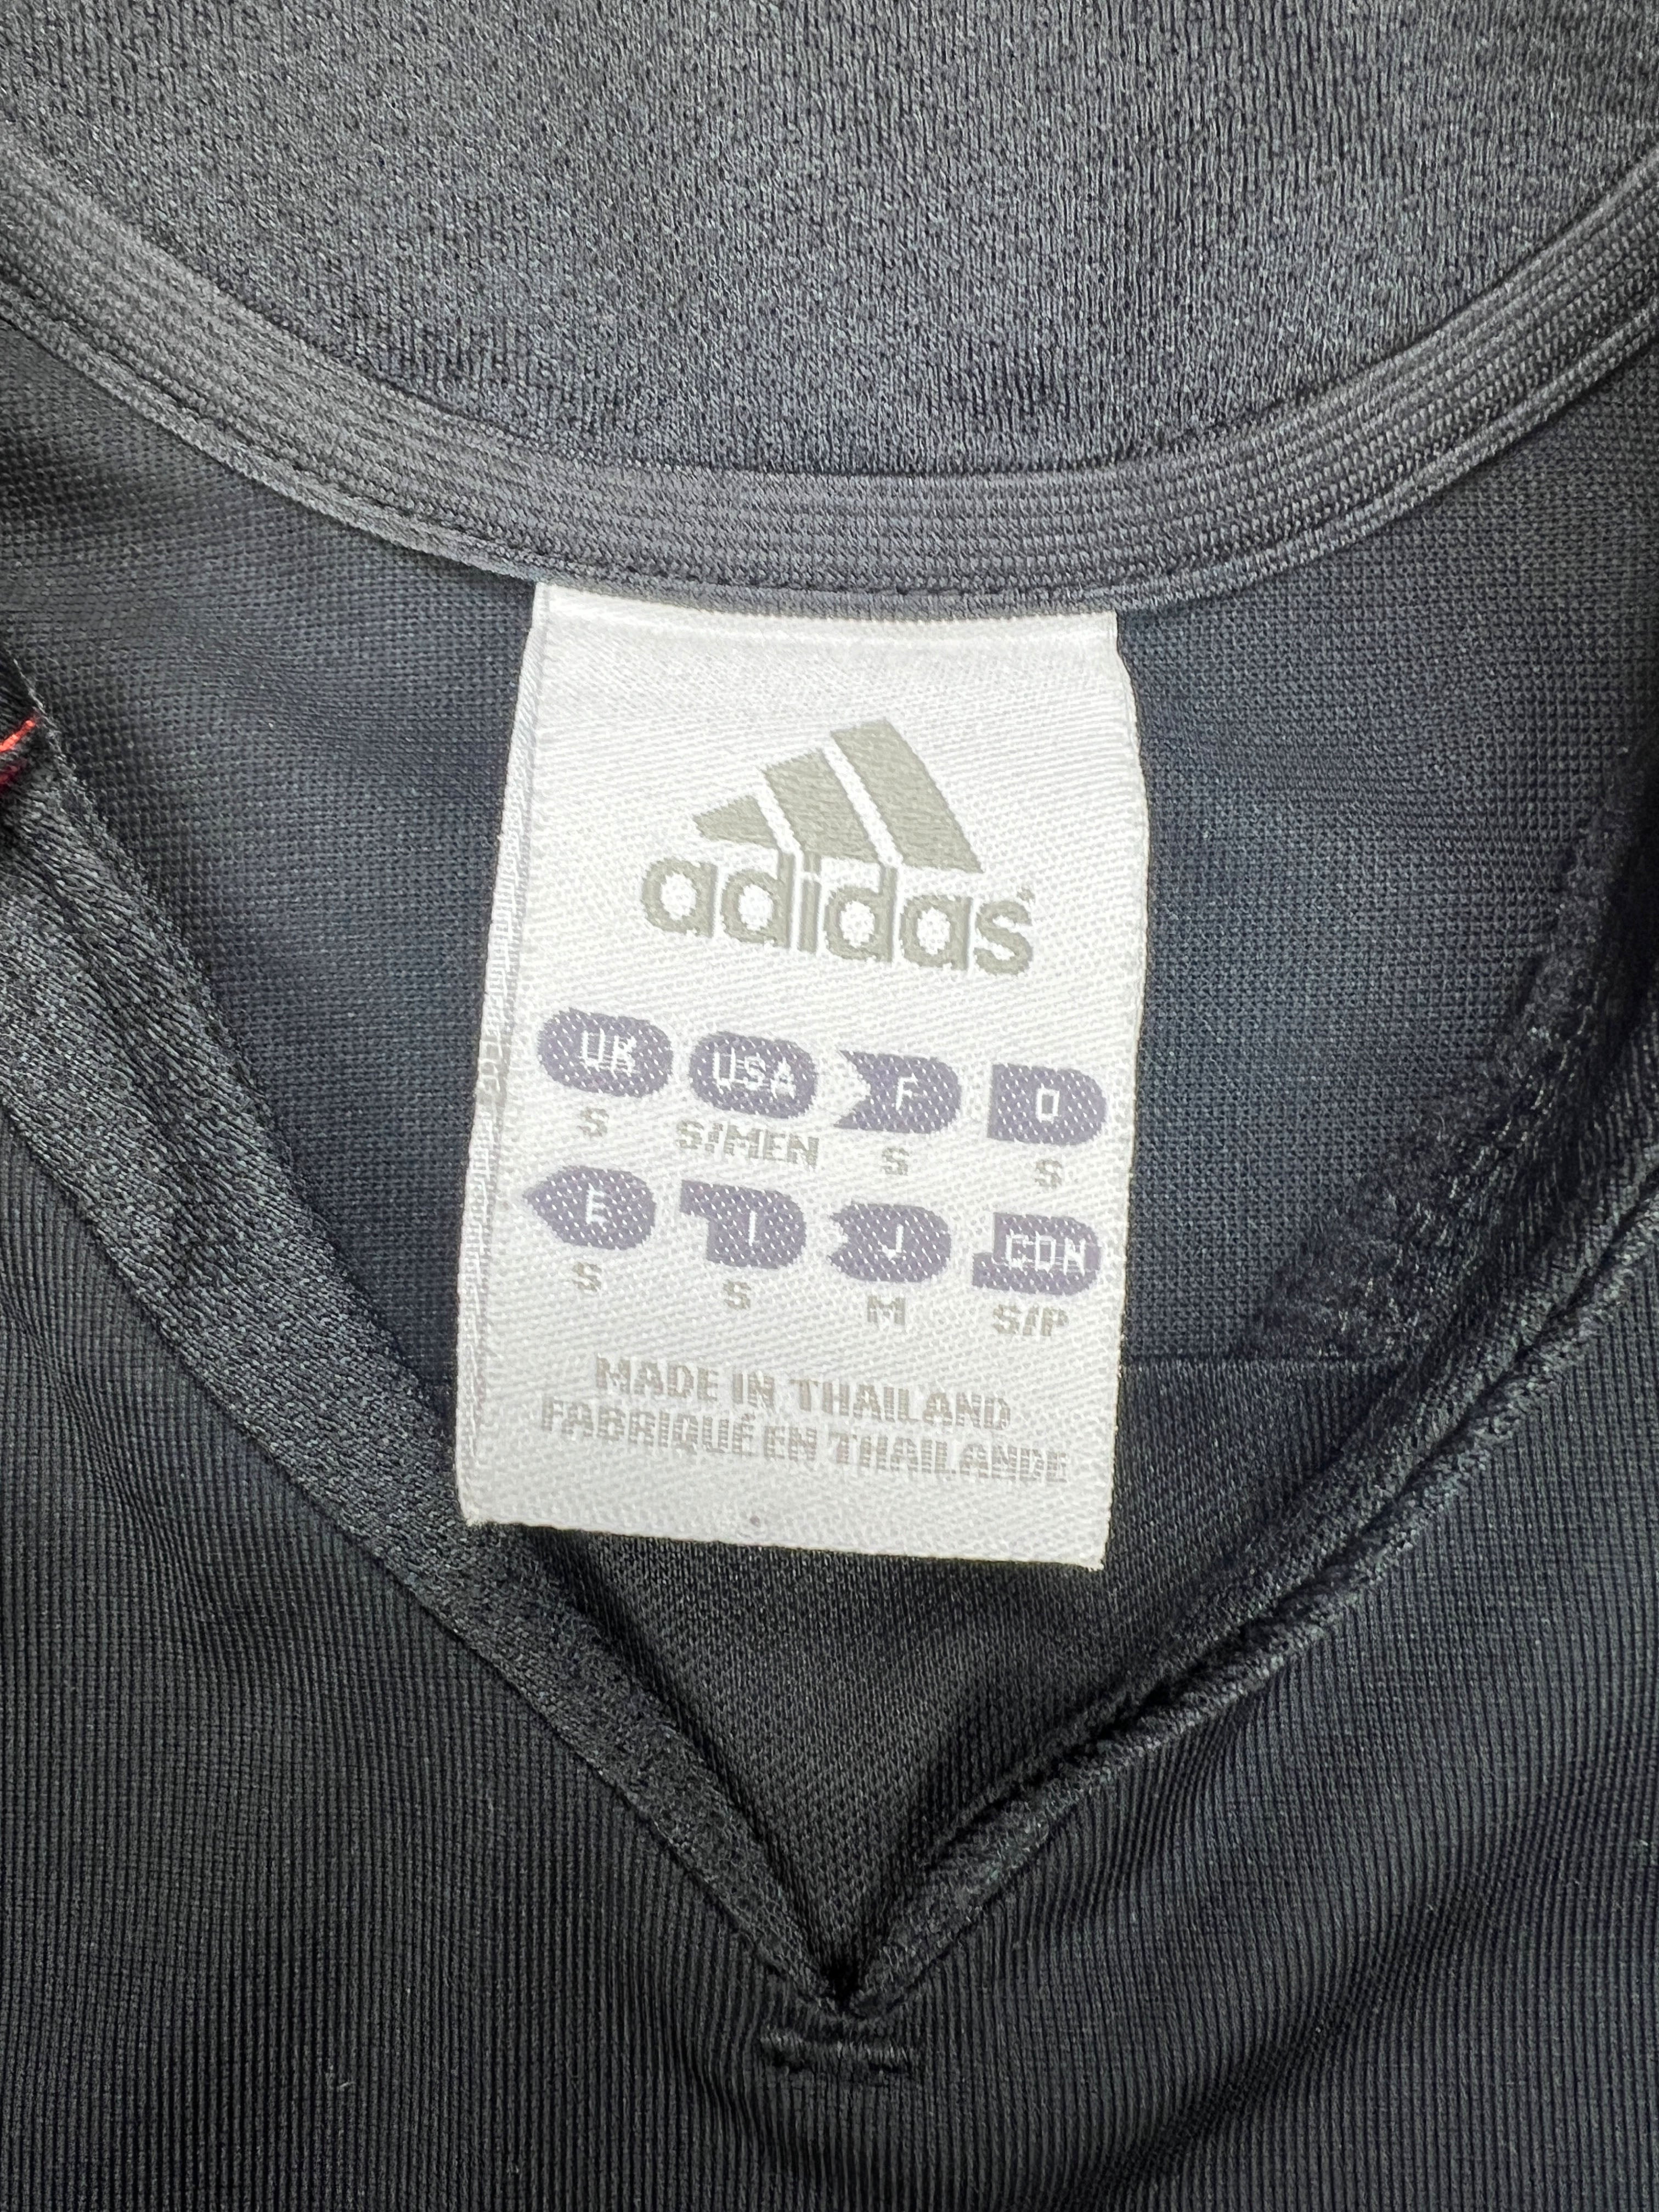 adidas®
UK USA F D
S S/MEN S S
E I J CDN
S S M S/P
MADE IN THAILAND
FABRIQUÉ EN THAILANDE